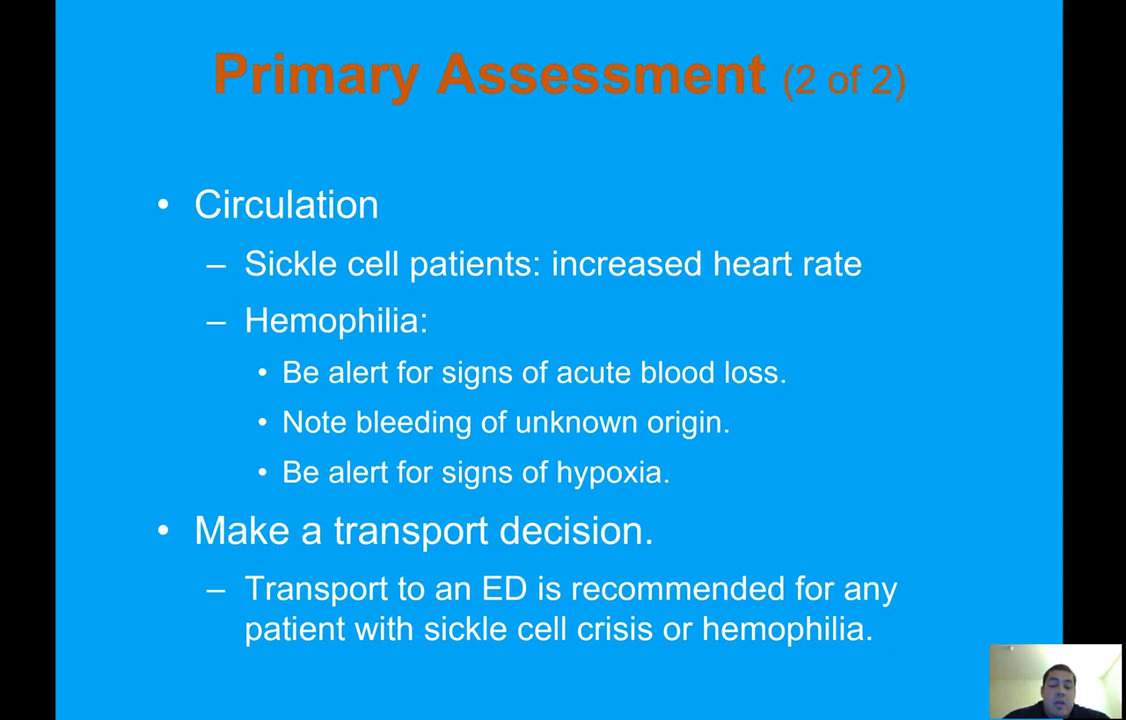 Primary Assessment (2 of 2)
• Circulation
– Sickle cell patients: increased heart rate
– Hemophilia:
• Be alert for signs of acute blood loss.
• Note bleeding of unknown origin.
• Be alert for signs of hypoxia.
• Make a transport decision.
– Transport to an ED is recommended for any
patient with sickle cell crisis or hemophilia.